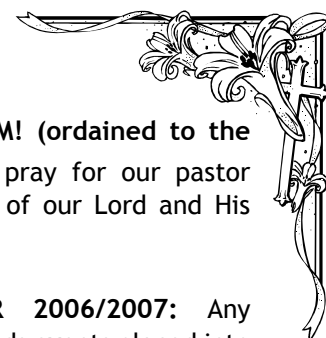 M! (ordained to the
pray for our pastor
of our Lord and His
R 2006/2007: Any